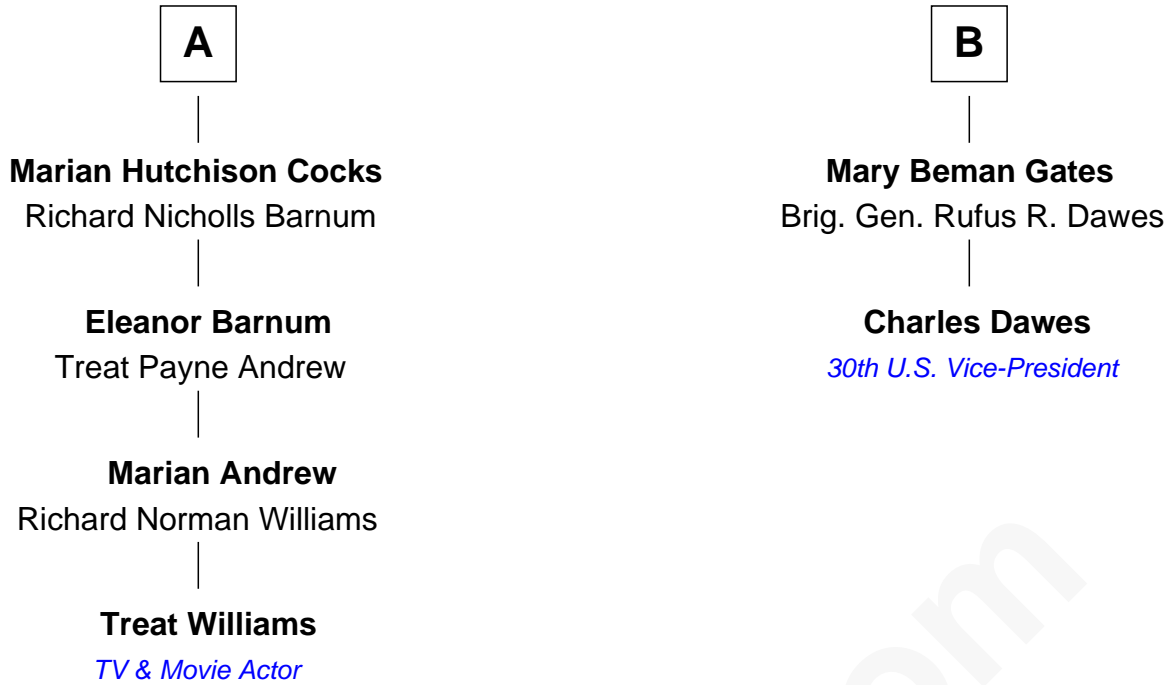 A
Marian Hutchison Cocks
Richard Nicholls Barnum
Eleanor Barnum
Treat Payne Andrew
Marian Andrew
Richard Norman Williams
Treat Williams
TV & Movie Actor
B
Mary Beman Gates
Brig. Gen. Rufus R. Dawes
Charles Dawes
30th U.S. Vice-President